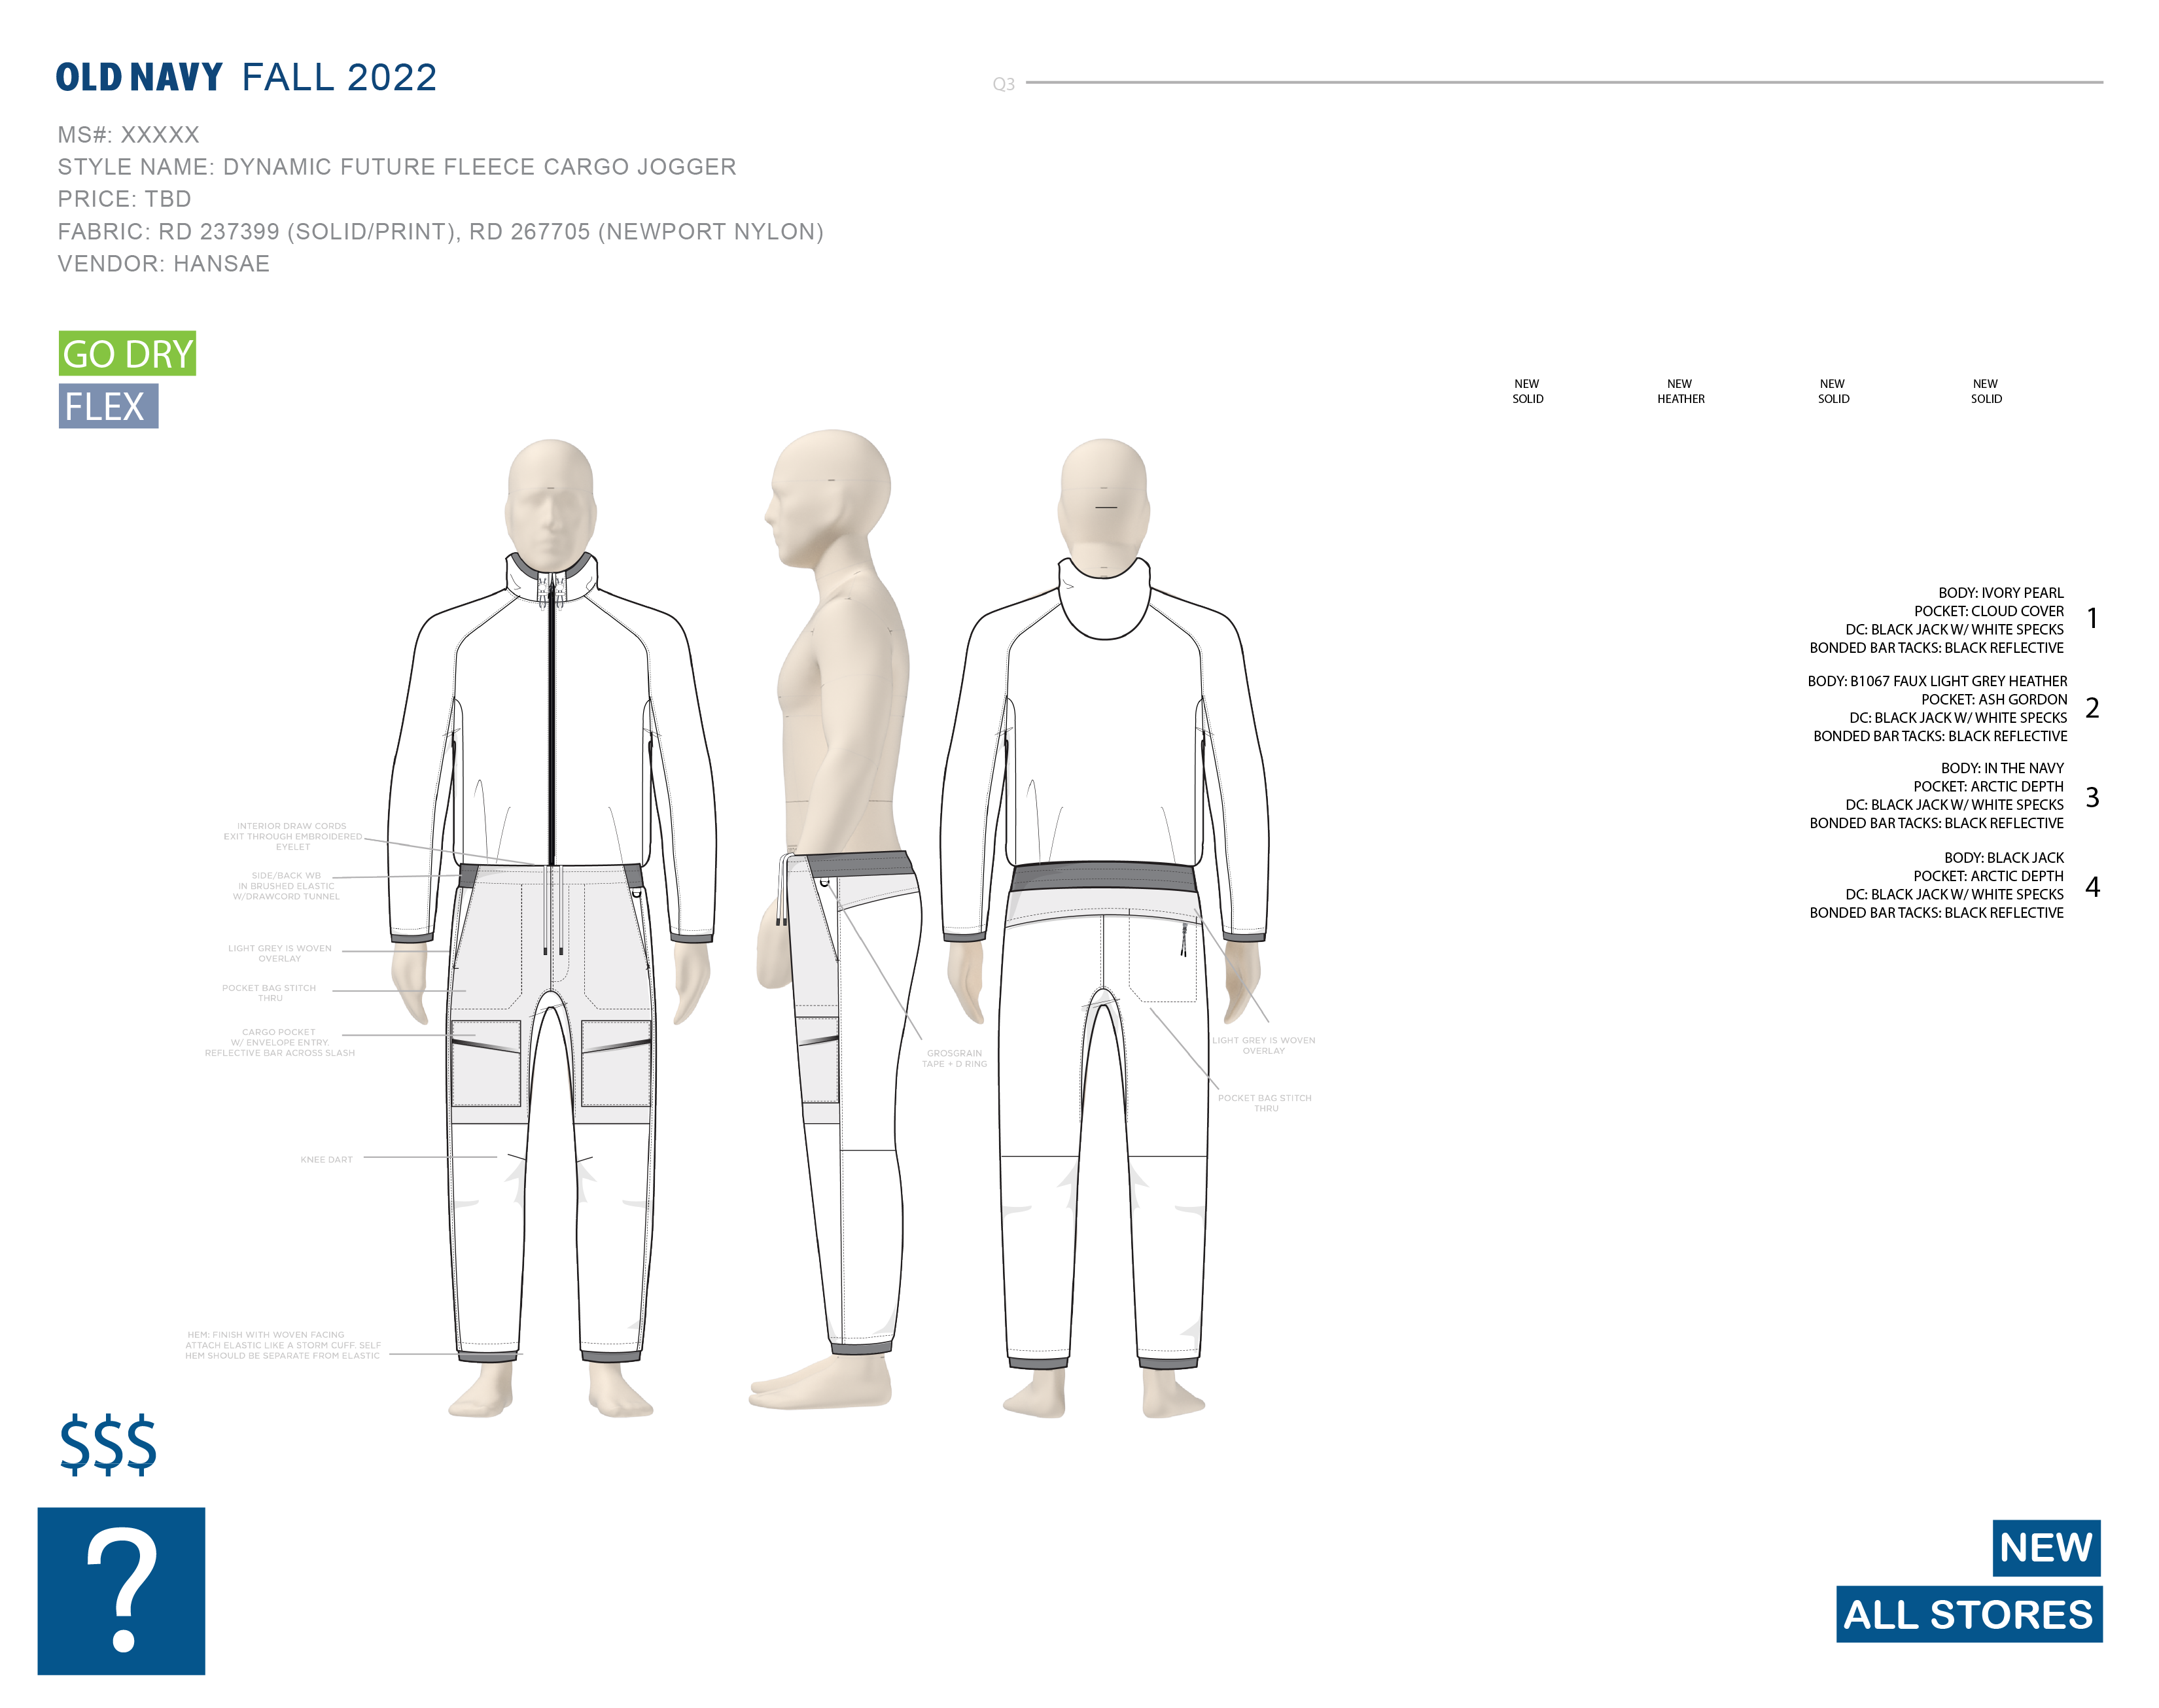 OLD NAVY FALL 2022
Q3
MS#: XXXXX
STYLE NAME: DYNAMIC FUTURE FLEECE CARGO JOGGER
PRICE: TBD
FABRIC: RD 237399 (SOLID/PRINT), RD 267705 (NEWPORT NYLON)
VENDOR: HANSAE
GO DRY
FLEX
NEW
SOLID
NEW
HEATHER
NEW
SOLID
NEW
SOLID
BODY: IVORY PEARL
POCKET: CLOUD COVER
DC: BLACK JACK W/ WHITE SPECKS
BONDED BAR TACKS: BLACK REFLECTIVE
1
BODY: B1067 FAUX LIGHT GREY HEATHER
POCKET: ASH GORDON
DC: BLACK JACK W/ WHITE SPECKS
BONDED BAR TACKS: BLACK REFLECTIVE
2
BODY: IN THE NAVY
POCKET: ARCTIC DEPTH
DC: BLACK JACK W/ WHITE SPECKS
BONDED BAR TACKS: BLACK REFLECTIVE
3
BODY: BLACK JACK
POCKET: ARCTIC DEPTH
DC: BLACK JACK W/ WHITE SPECKS
BONDED BAR TACKS: BLACK REFLECTIVE
4
INTERIOR DRAW CORDS
EXIT THROUGH EMBROIDERED
EYELET
SIDE/BACK WB
IN BRUSHED ELASTIC
W/DRAWCORD TUNNEL
LIGHT GREY IS WOVEN
OVERLAY
POCKET BAG STITCH
THRU
CARGO POCKET
W/ ENVELOPE ENTRY.
REFLECTIVE BAR ACROSS SLASH
GROSGRAIN
TAPE + D RING
LIGHT GREY IS WOVEN
OVERLAY
POCKET BAG STITCH
THRU
KNEE DART
HEM: FINISH WITH WOVEN FACING
ATTACH ELASTIC LIKE A STORM CUFF. SELF
HEM SHOULD BE SEPARATE FROM ELASTIC
$$$
?
NEW
ALL STORES